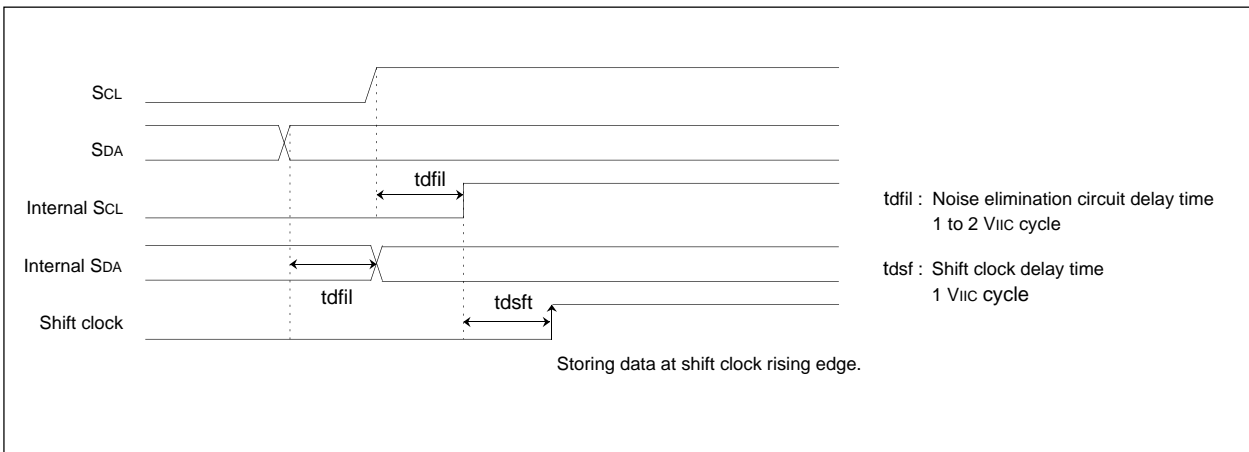 SCL
SDA
tdfil
Internal SCL
Internal SDA
tdfil
tdsft
Shift clock
Storing data at shift clock rising edge.
tdfil : Noise elimination circuit delay time
1 to 2 VIIC cycle
tdsf : Shift clock delay time
1 VIIC cycle